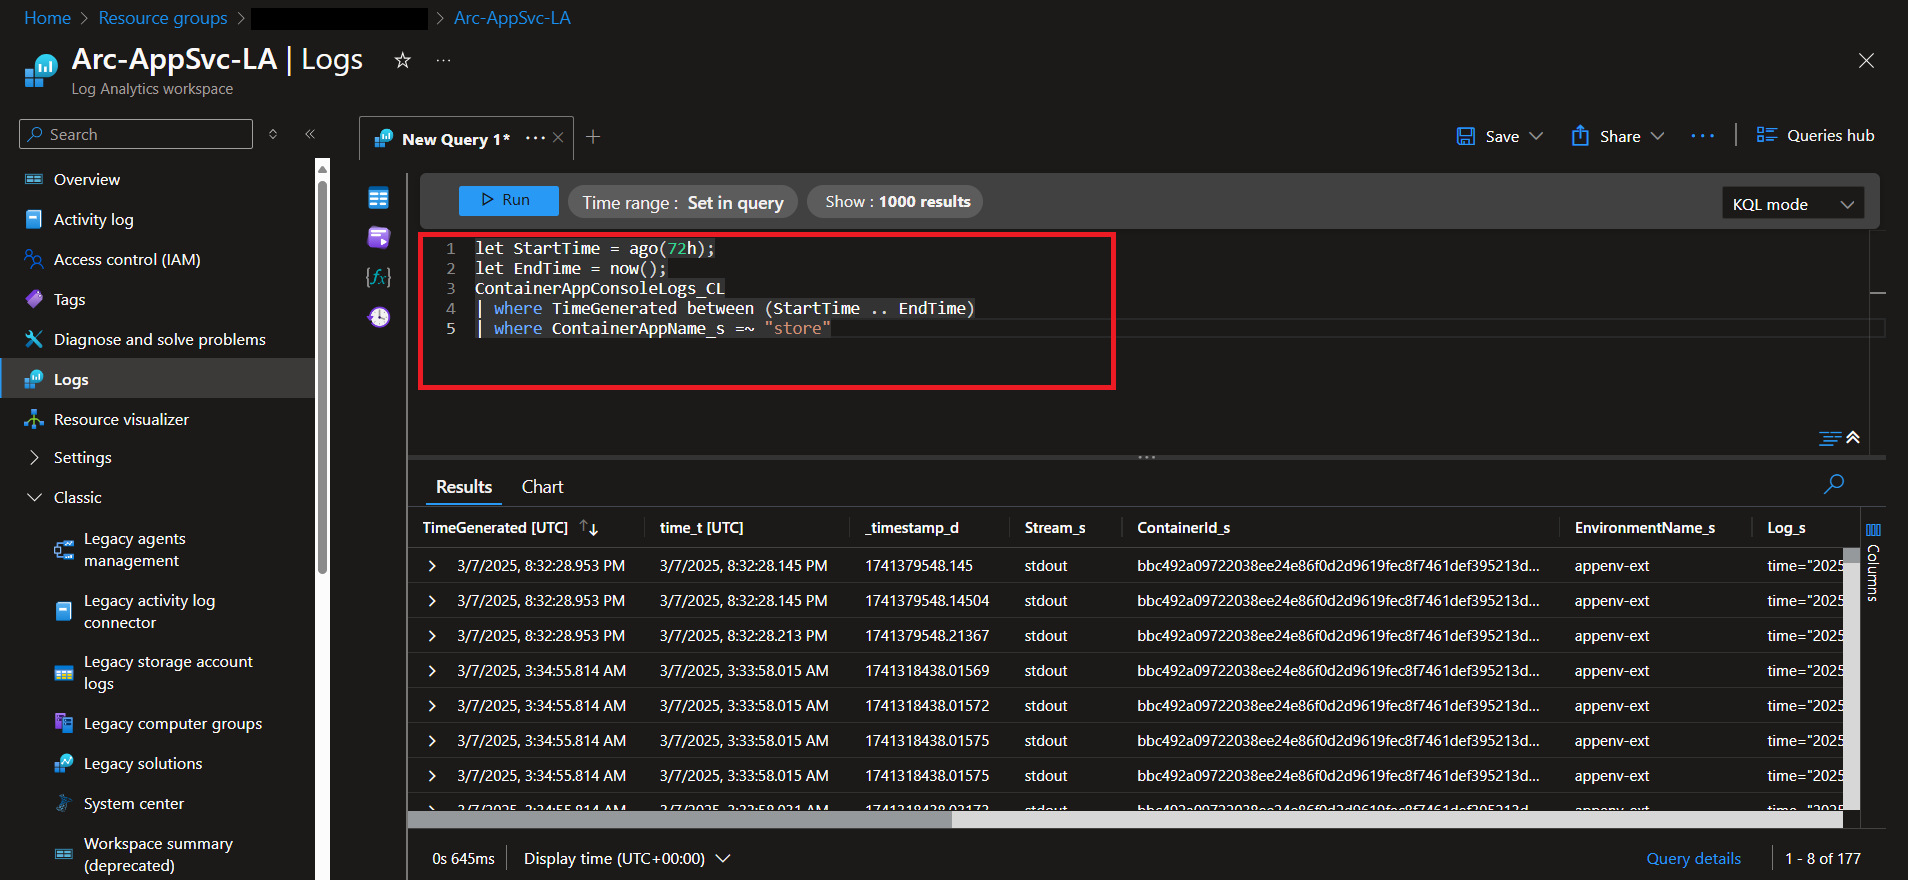 Home > Resource groups > > Arc-AppSvc-LA
Arc-AppSvc-LA | Logs
Log Analytics workspace
Search
Overview
Activity log
Access control (IAM)
Tags
Diagnose and solve problems
Logs
Resource visualizer
Settings
Classic
Legacy agents
management
Legacy activity log
connector
Legacy storage account
logs
Legacy computer groups
Legacy solutions
System center
Workspace summary
(deprecated)
New Query 1*
Save
Share
Queries hub
Run
Time range : Set in query
Show : 1000 results
KQL mode
1 let StartTime = ago(72h);
2 let EndTime = now();
3 ContainerAppConsoleLogs_CL
4 | where TimeGenerated between (StartTime .. EndTime)
5 | where ContainerAppName_s =~ "store"
Results Chart
TimeGenerated [UTC] time_t [UTC] _timestamp_d Stream_s ContainerId_s EnvironmentName_s Log_s
3/7/2025, 8:32:28.953 PM 3/7/2025, 8:32:28.145 PM 1741379548.145 stdout bbc492a09722038ee24e86f0d2d9619fec8f7461def395213d... appenv-ext time="2025
3/7/2025, 8:32:28.953 PM 3/7/2025, 8:32:28.145 PM 1741379548.14504 stdout bbc492a09722038ee24e86f0d2d9619fec8f7461def395213d... appenv-ext time="2025
3/7/2025, 8:32:28.953 PM 3/7/2025, 8:32:28.213 PM 1741379548.21367 stdout bbc492a09722038ee24e86f0d2d9619fec8f7461def395213d... appenv-ext time="2025
3/7/2025, 3:34:55.814 AM 3/7/2025, 3:33:58.015 AM 1741318438.01569 stdout bbc492a09722038ee24e86f0d2d9619fec8f7461def395213d... appenv-ext time="2025
3/7/2025, 3:34:55.814 AM 3/7/2025, 3:33:58.015 AM 1741318438.01572 stdout bbc492a09722038ee24e86f0d2d9619fec8f7461def395213d... appenv-ext time="2025
3/7/2025, 3:34:55.814 AM 3/7/2025, 3:33:58.015 AM 1741318438.01575 stdout bbc492a09722038ee24e86f0d2d9619fec8f7461def395213d... appenv-ext time="2025
3/7/2025, 3:34:55.814 AM 3/7/2025, 3:33:58.015 AM 1741318438.01575 stdout bbc492a09722038ee24e86f0d2d9619fec8f7461def395213d... appenv-ext time="2025
Columns
0s 645ms
Display time (UTC+00:00)
Query details
1 - 8 of 177